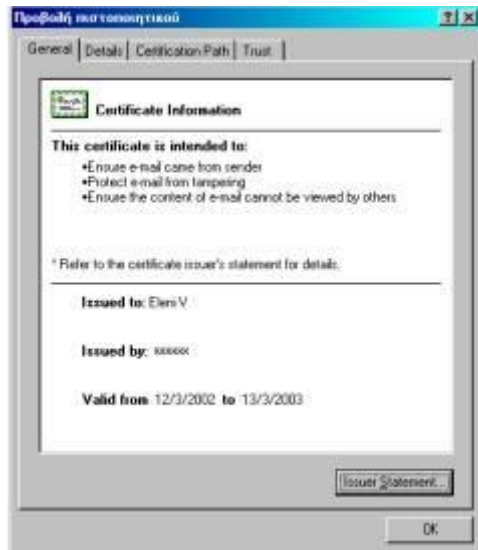 Προβολή πιστοποιητικού
General Details Certification Path Trust
Certificate Information
This certificate is intended to:
•Ensure e-mail came from sender
•Protect e-mail from tampering
•Ensure the content of e-mail cannot be viewed by others
* Refer to the certificate issuer's statement for details.
Issued to: Eleni V
Issued by: xxxxxx
Valid from 12/3/2002 to 13/3/2003
Issuer Statement...
OK